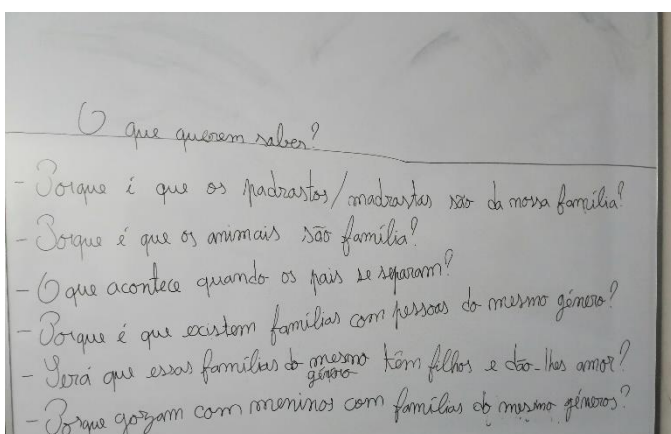 O que querem saber?
- Porque é que os padrastos/madrastas são da nossa família?
- Porque é que os animais são família?
- O que acontece quando os pais se separam?
- Porque é que existem famílias com pessoas do mesmo género?
- Será que essas famílias do mesmo género têm filhos e dão-lhes amor?
- Porque gozam com meninos com famílias do mesmo géneros?